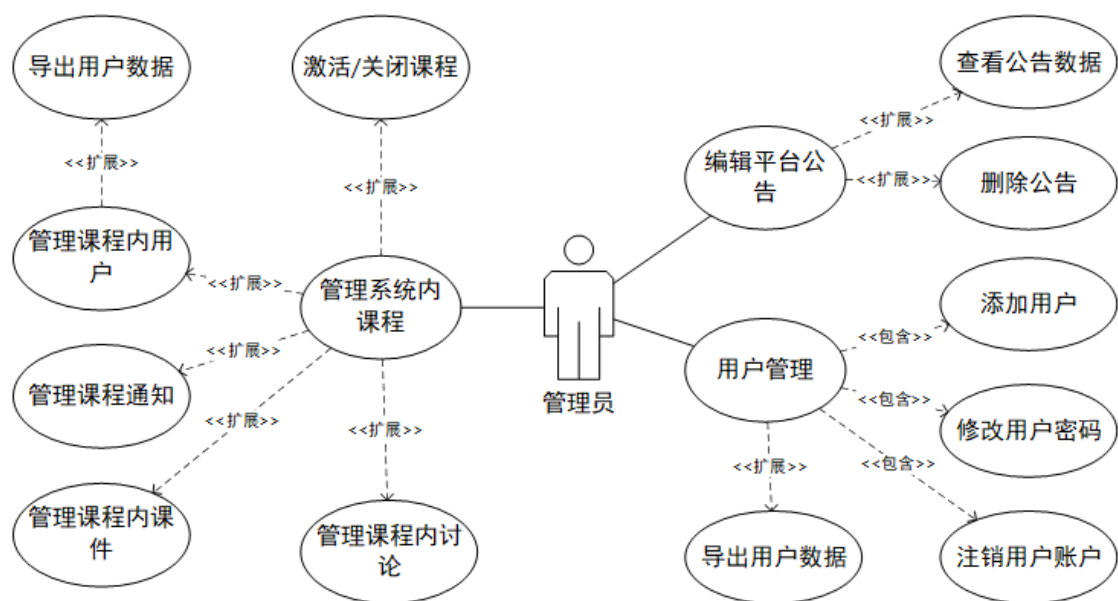 导出用户数据
激活/关闭课程
查看公告数据
<<扩展>>
编辑平台公
告
<<扩展>>
删除公告
<<扩展>>
<<扩展>>
管理课程内用
户
<<扩展>>
管理系统内
课程
管理员
添加用户
<<包含>>
用户管理
<<包含>>
修改用户密码
<<扩展>>
管理课程通知
<<扩展>>
<<扩展>>
<<扩展>>
<<包含>>
管理课程内课
件
管理课程内讨
论
导出用户数据
注销用户账户